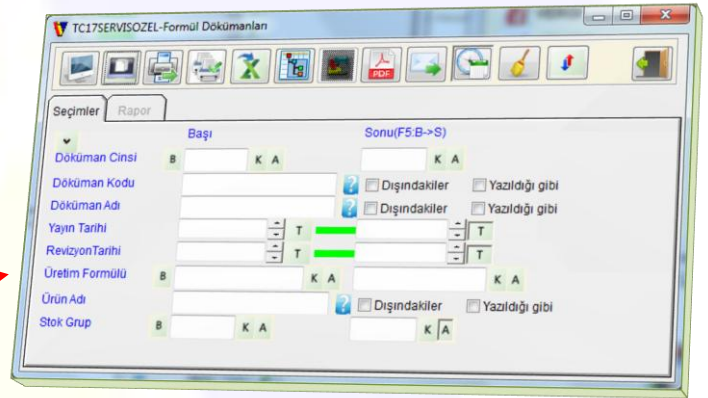 TC17SERVISOZEL-Formül Dökümanları
PDF
Seçimler Rapor
Başı Sonu(F5:B->S)
Döküman Cinsi B K A K A
Döküman Kodu ? Dışındakiler Yazıldığı gibi
Döküman Adı ? Dışındakiler Yazıldığı gibi
Yayın Tarihi T T
RevizyonTarihi T T
Üretim Formülü B K A K A
Ürün Adı ? Dışındakiler Yazıldığı gibi
Stok Grup B K A K A